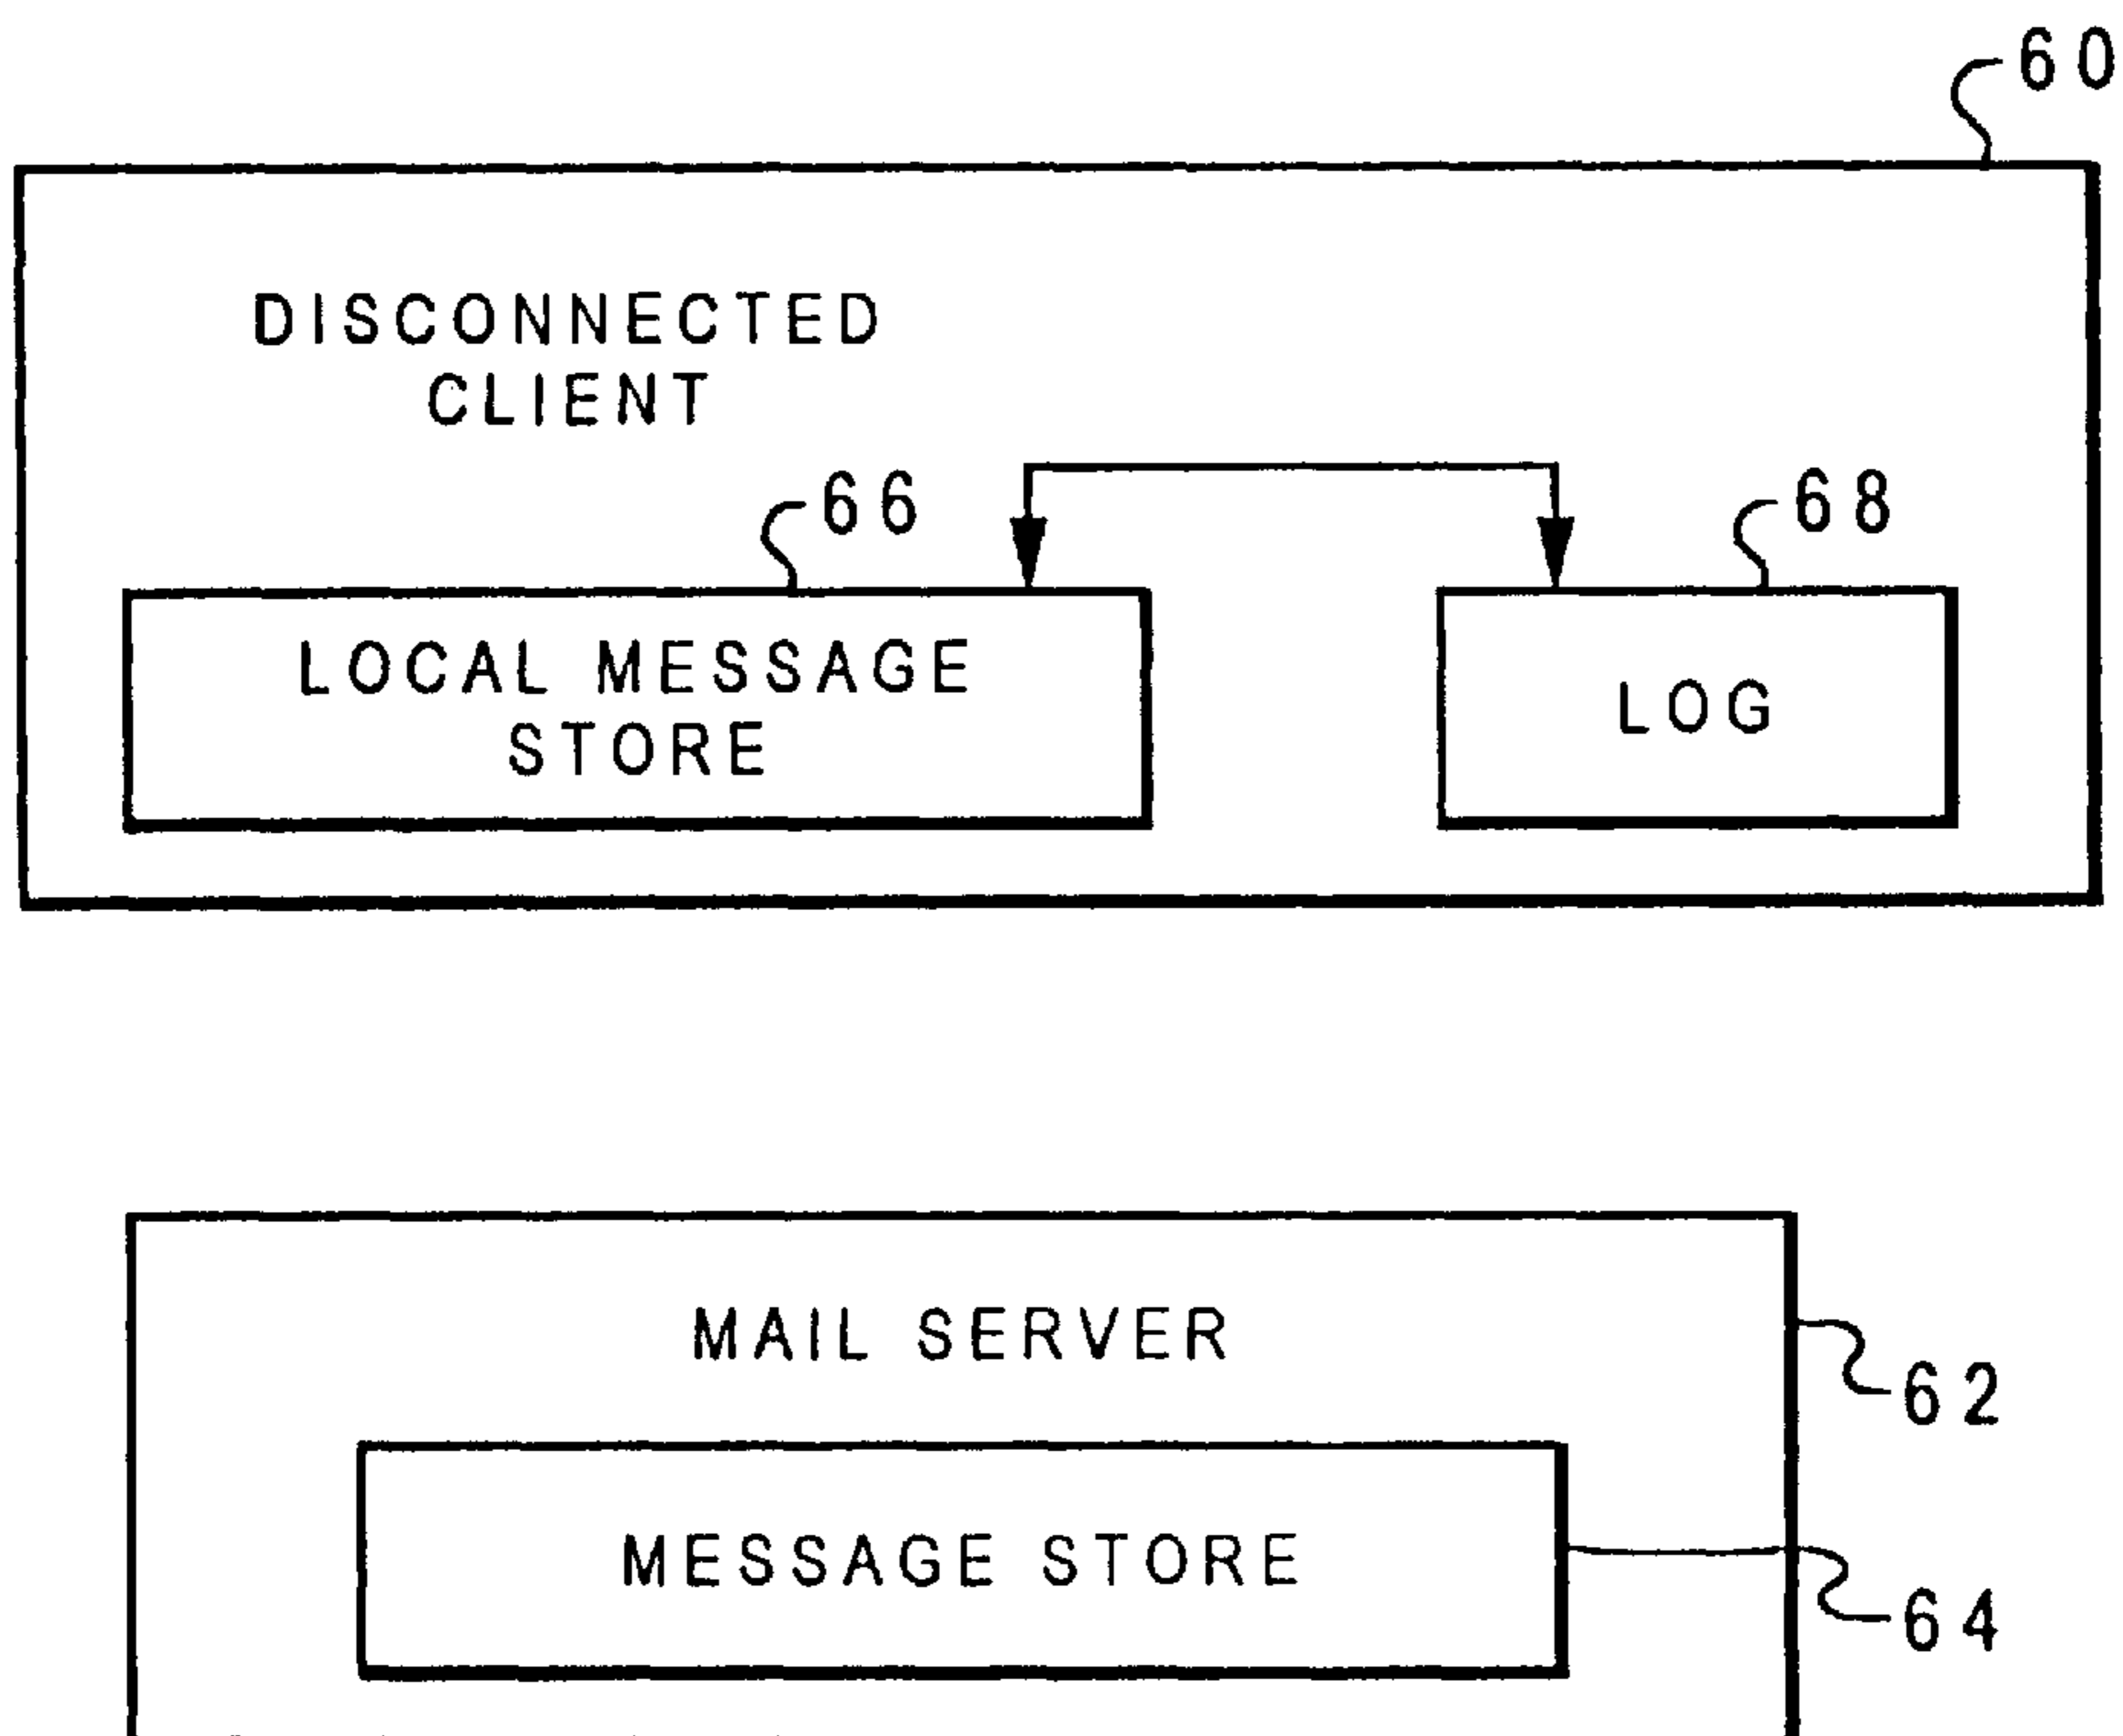 60
DISCONNECTED
CLIENT
66
68
LOCAL MESSAGE
STORE
LOG
MAIL SERVER
62
MESSAGE STORE
64